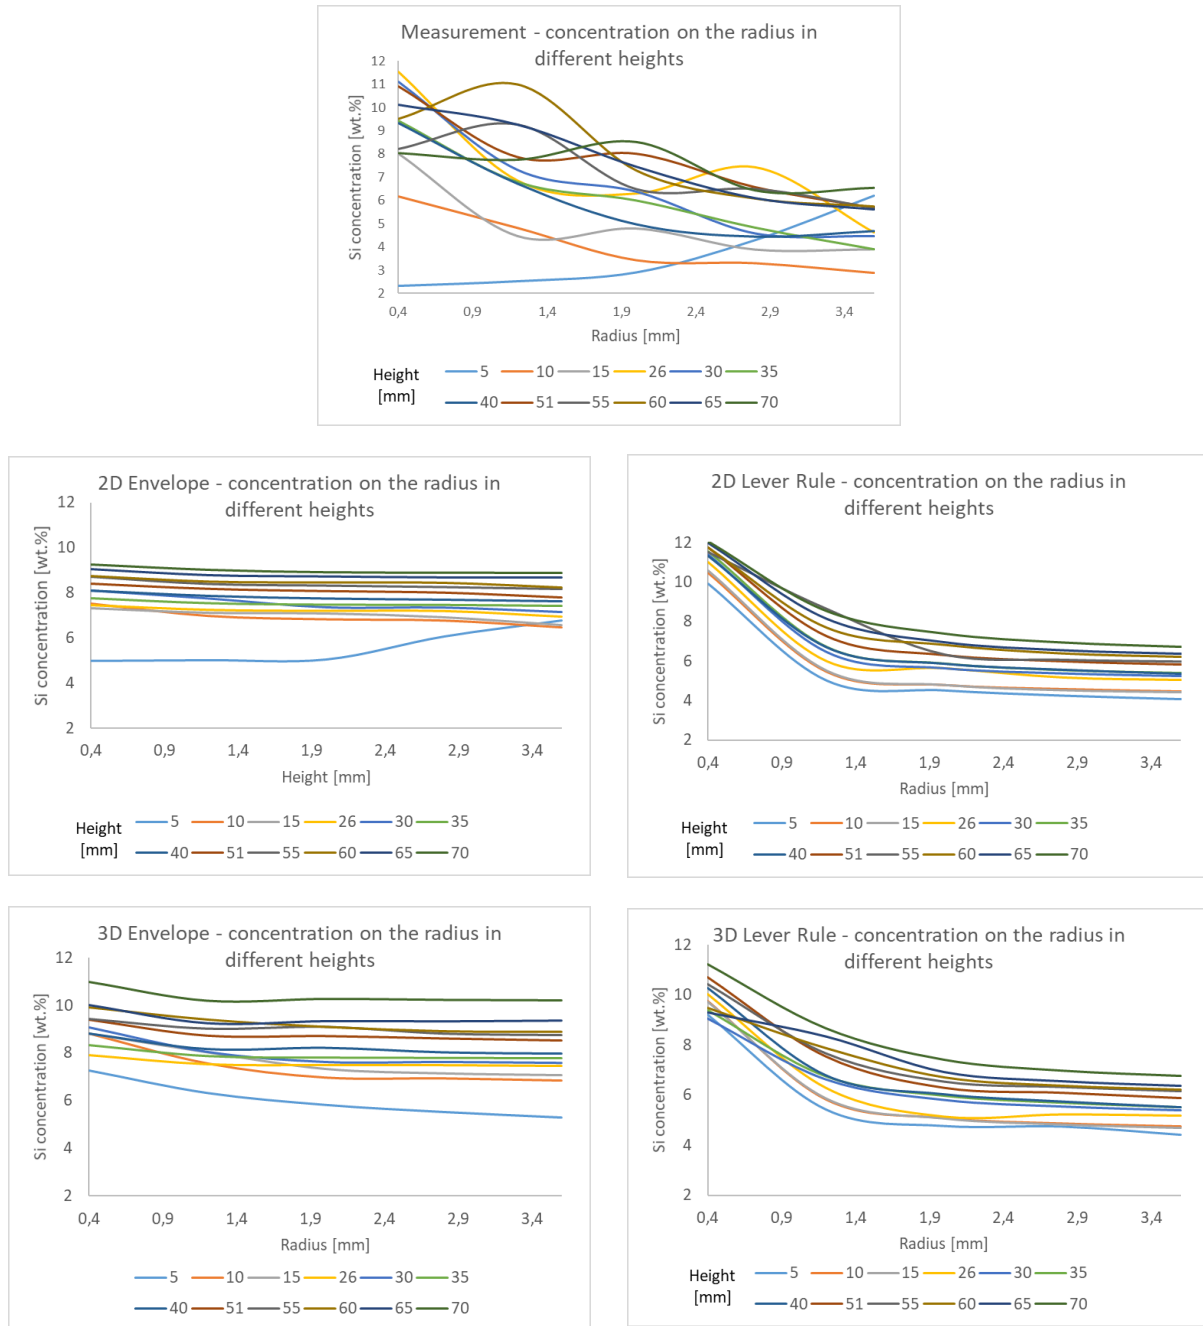 Measurement - concentration on the radius in
different heights
Si concentration [wt.%]
12
11
10
9
8
7
6
5
4
3
2
0,4 0,9 1,4 1,9 2,4 2,9 3,4
Radius [mm]
Height
[mm]
5 10 15 26 30 35
40 51 55 60 65 70
2D Envelope - concentration on the radius in
different heights
Si concentration [wt.%]
12
10
8
6
4
2
0,4 0,9 1,4 1,9 2,4 2,9 3,4
Height [mm]
Height
[mm]
5 10 15 26 30 35
40 51 55 60 65 70
2D Lever Rule - concentration on the radius in
different heights
Si concentration [wt.%]
12
10
8
6
4
2
0,4 0,9 1,4 1,9 2,4 2,9 3,4
Radius [mm]
Height
[mm]
5 10 15 26 30 35
40 51 55 60 65 70
3D Envelope - concentration on the radius in
different heights
Si concentration [wt.%]
12
10
8
6
4
2
0,4 0,9 1,4 1,9 2,4 2,9 3,4
Radius [mm]
5 10 15 26 30 35
40 51 55 60 65 70
3D Lever Rule - concentration on the radius in
different heights
Si concentration [wt.%]
12
10
8
6
4
2
0,4 0,9 1,4 1,9 2,4 2,9 3,4
Radius [mm]
Height
[mm]
5 10 15 26 30 35
40 51 55 60 65 70